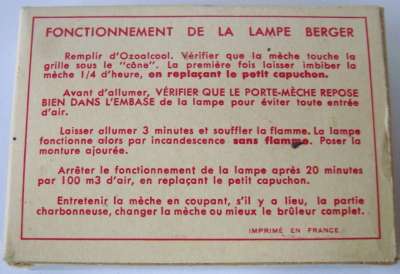 FONCTIONNEMENT DE LA LAMPE BERGER
Remplir d'Ozoalcool. Vérifier que la mèche touche la
grille sous le "cône". La première fois laisser imbiber la
mèche 1/4 d'heure, en replaçant le petit capuchon.
Avant d'allumer, VÉRIFIER QUE LE PORTE-MÈCHE REPOSE
BIEN DANS L'EMBASE de la lampe pour éviter toute entrée
d'air.
Laisser allumer 3 minutes et souffler la flamme. La lampe
fonctionne alors par incandescence sans flamme. Poser la
monture ajourée.
Arrêter le fonctionnement de la lampe après 20 minutes
par 100 m3 d'air, en replaçant le petit capuchon.
Entretenir la mèche en coupant, s'il y a lieu, la partie
charbonneuse, changer la mèche ou mieux le brûleur complet.
IMPRIMÉ EN FRANCE